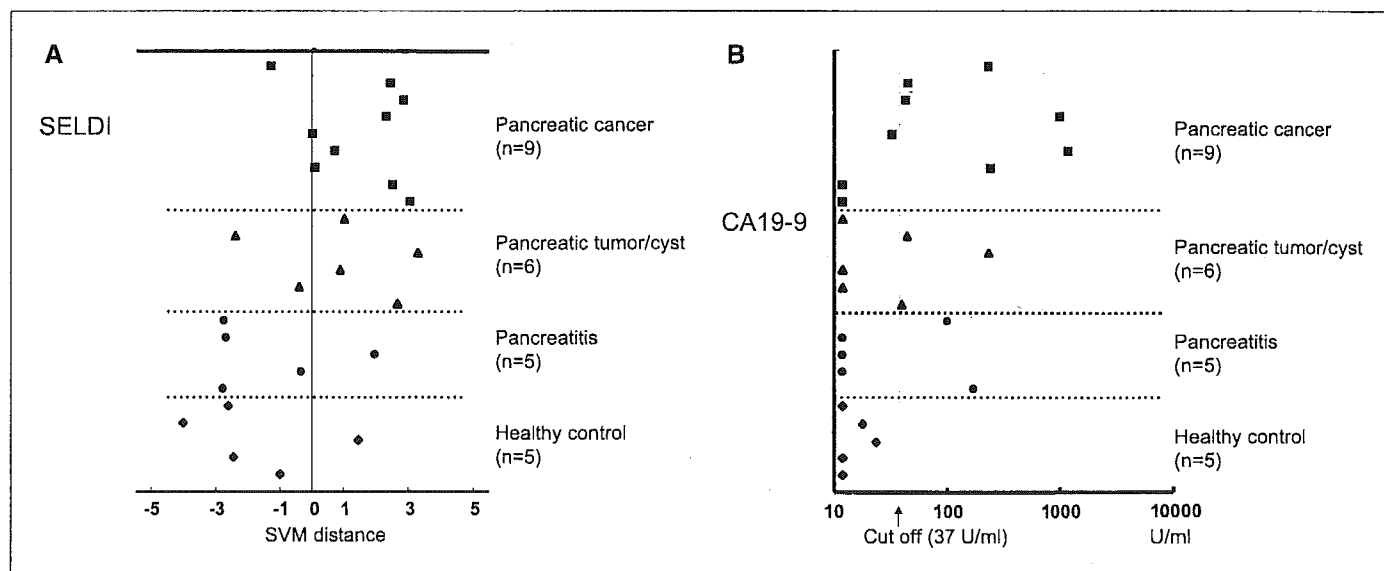 A
SELDI
Pancreatic cancer
(n=9)
Pancreatic tumor/cyst
(n=6)
Pancreatitis
(n=5)
Healthy control
(n=5)
-5 -3 -1 0 1 3 5
SVM distance
B
CA19-9
Pancreatic cancer
(n=9)
Pancreatic tumor/cyst
(n=6)
Pancreatitis
(n=5)
Healthy control
(n=5)
10 100 1000 10000
Cut off (37 U/ml) U/ml